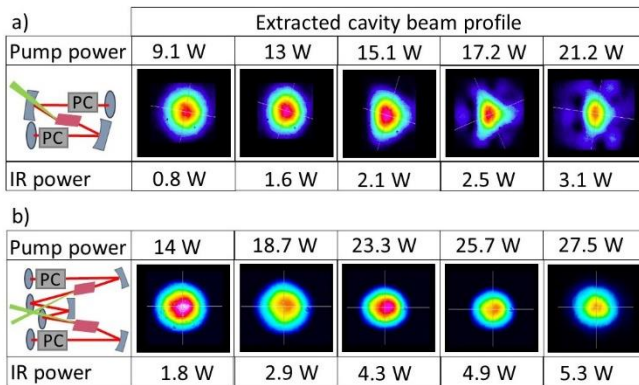 a)
Extracted cavity beam profile
Pump power 9.1 W 13 W 15.1 W 17.2 W 21.2 W
PC
PC
IR power 0.8 W 1.6 W 2.1 W 2.5 W 3.1 W
b)
Pump power 14 W 18.7 W 23.3 W 25.7 W 27.5 W
PC
PC
IR power 1.8 W 2.9 W 4.3 W 4.9 W 5.3 W